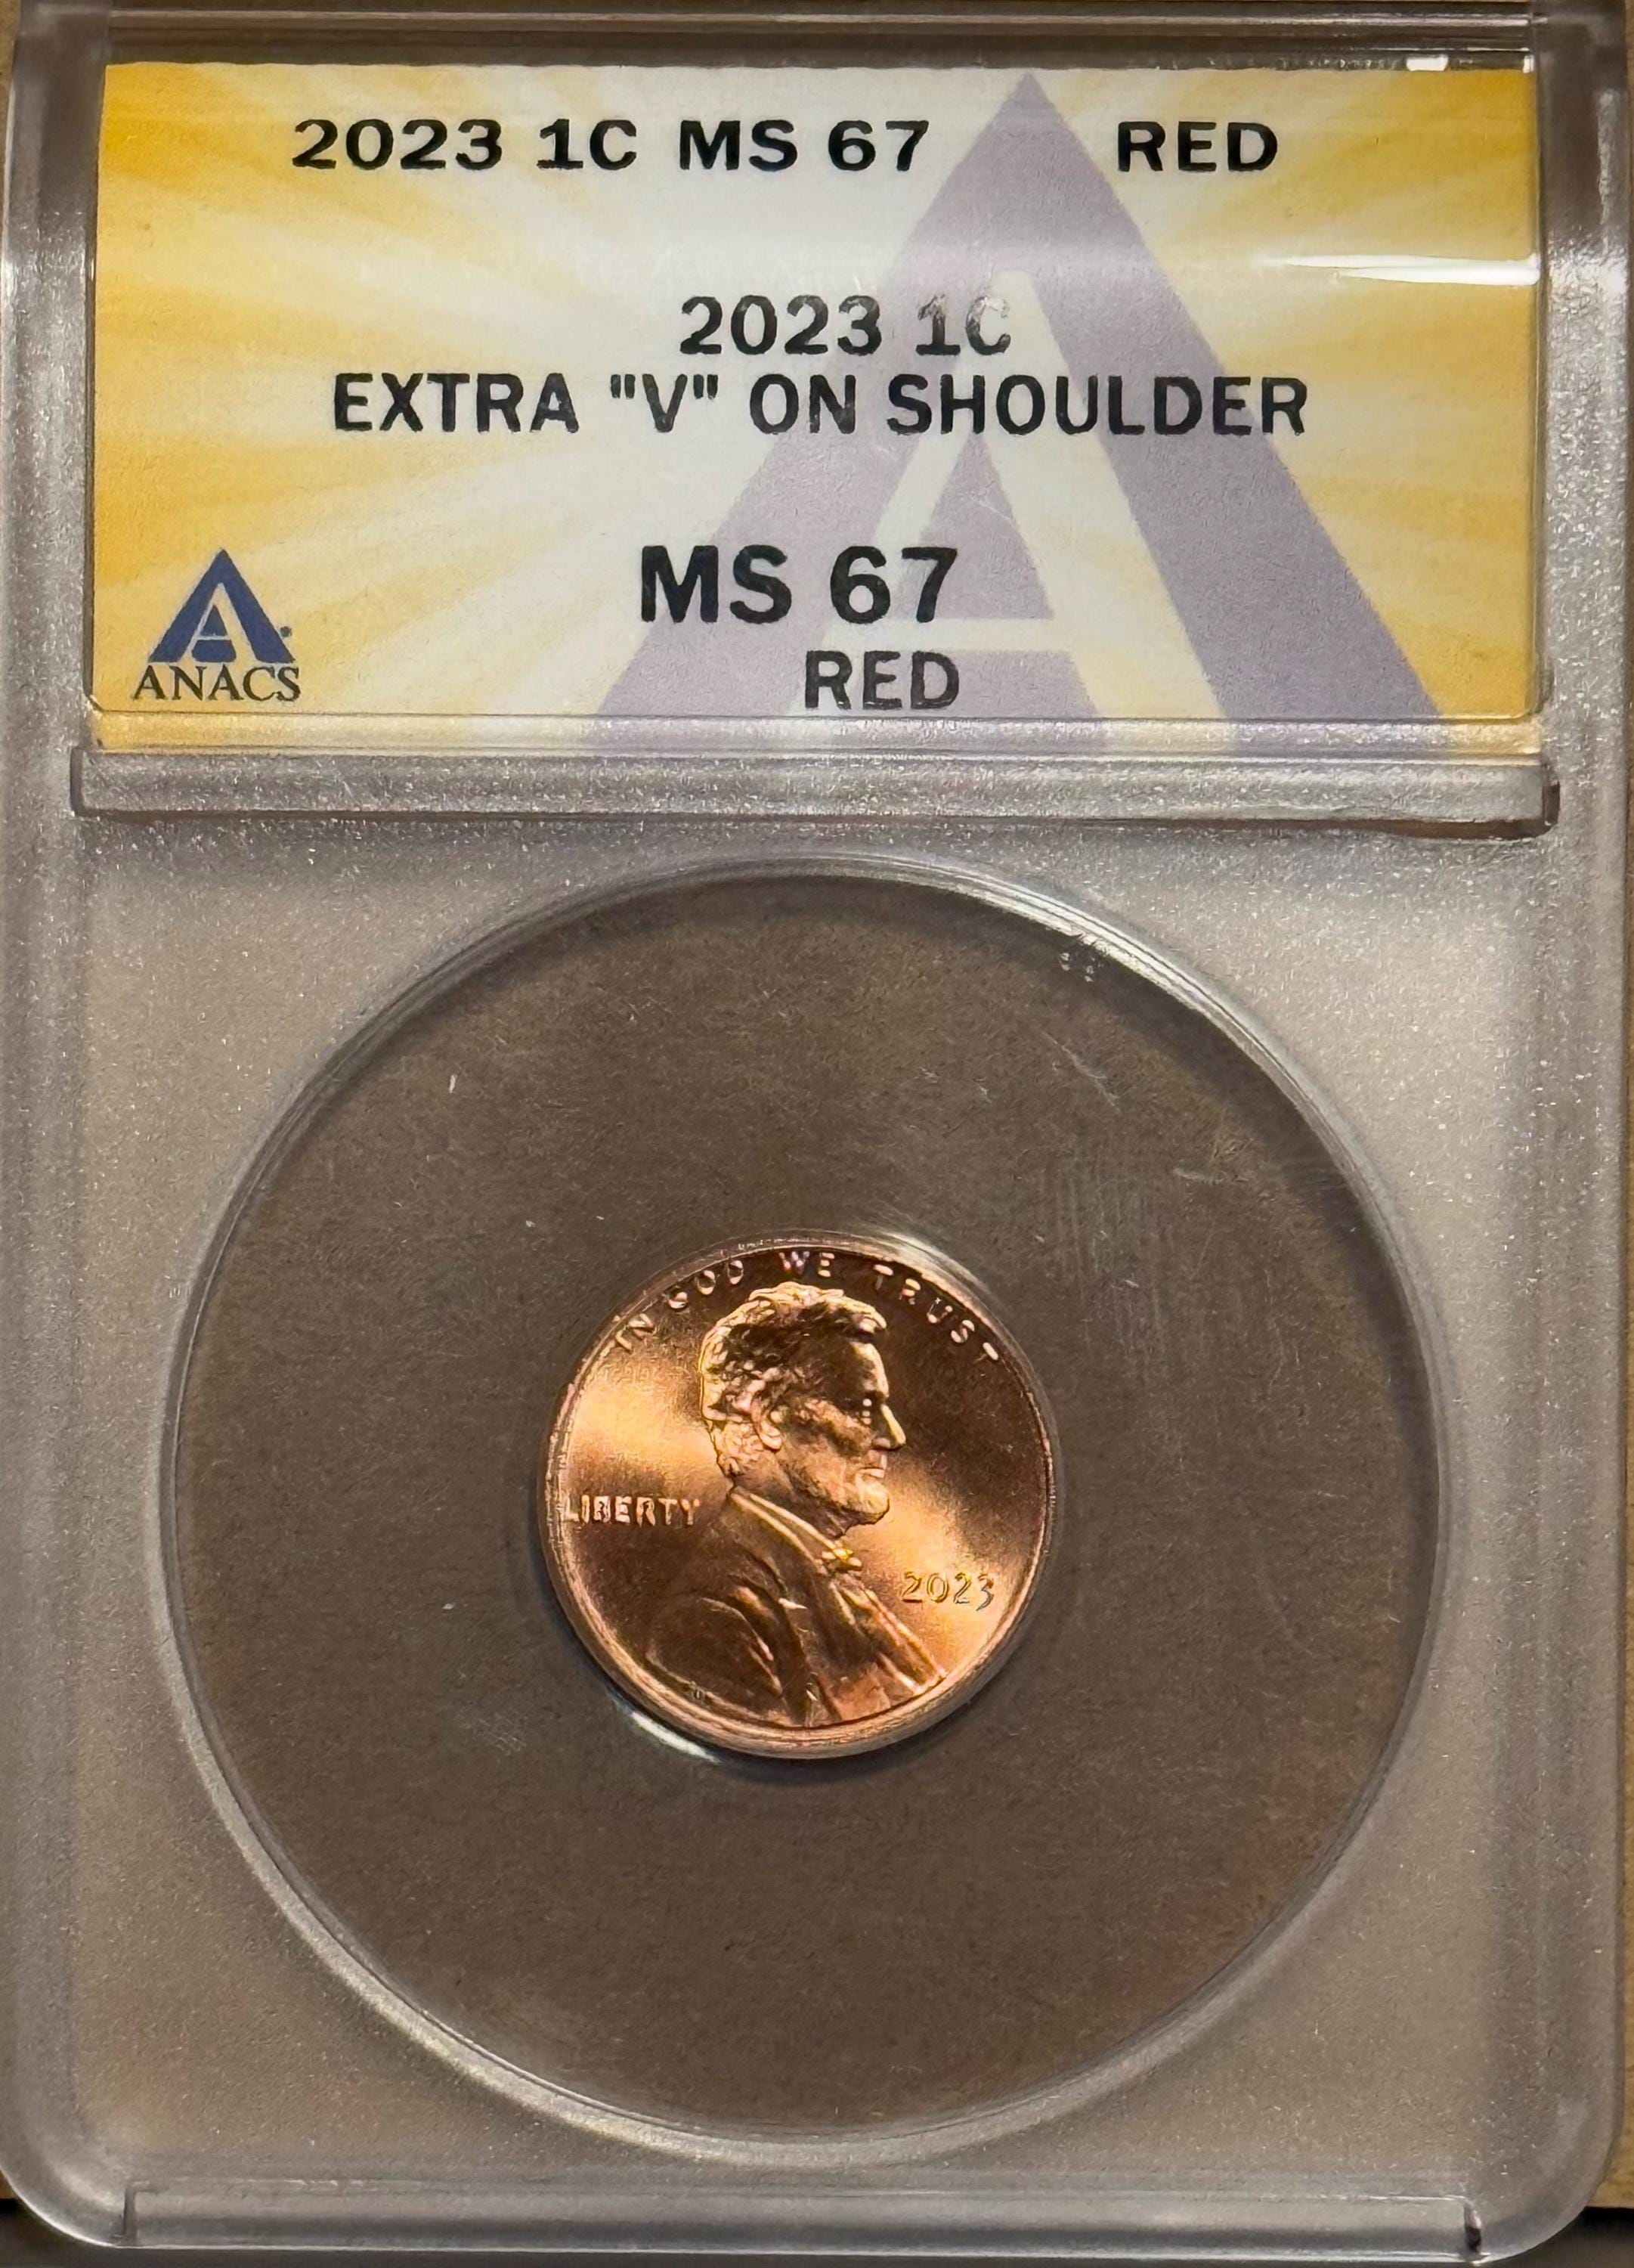 2023 1C MS 67 RED
2023 1C
EXTRA "V" ON SHOULDER
MS 67
RED
ANACS
IN GOD WE TRUST
LIBERTY
2023